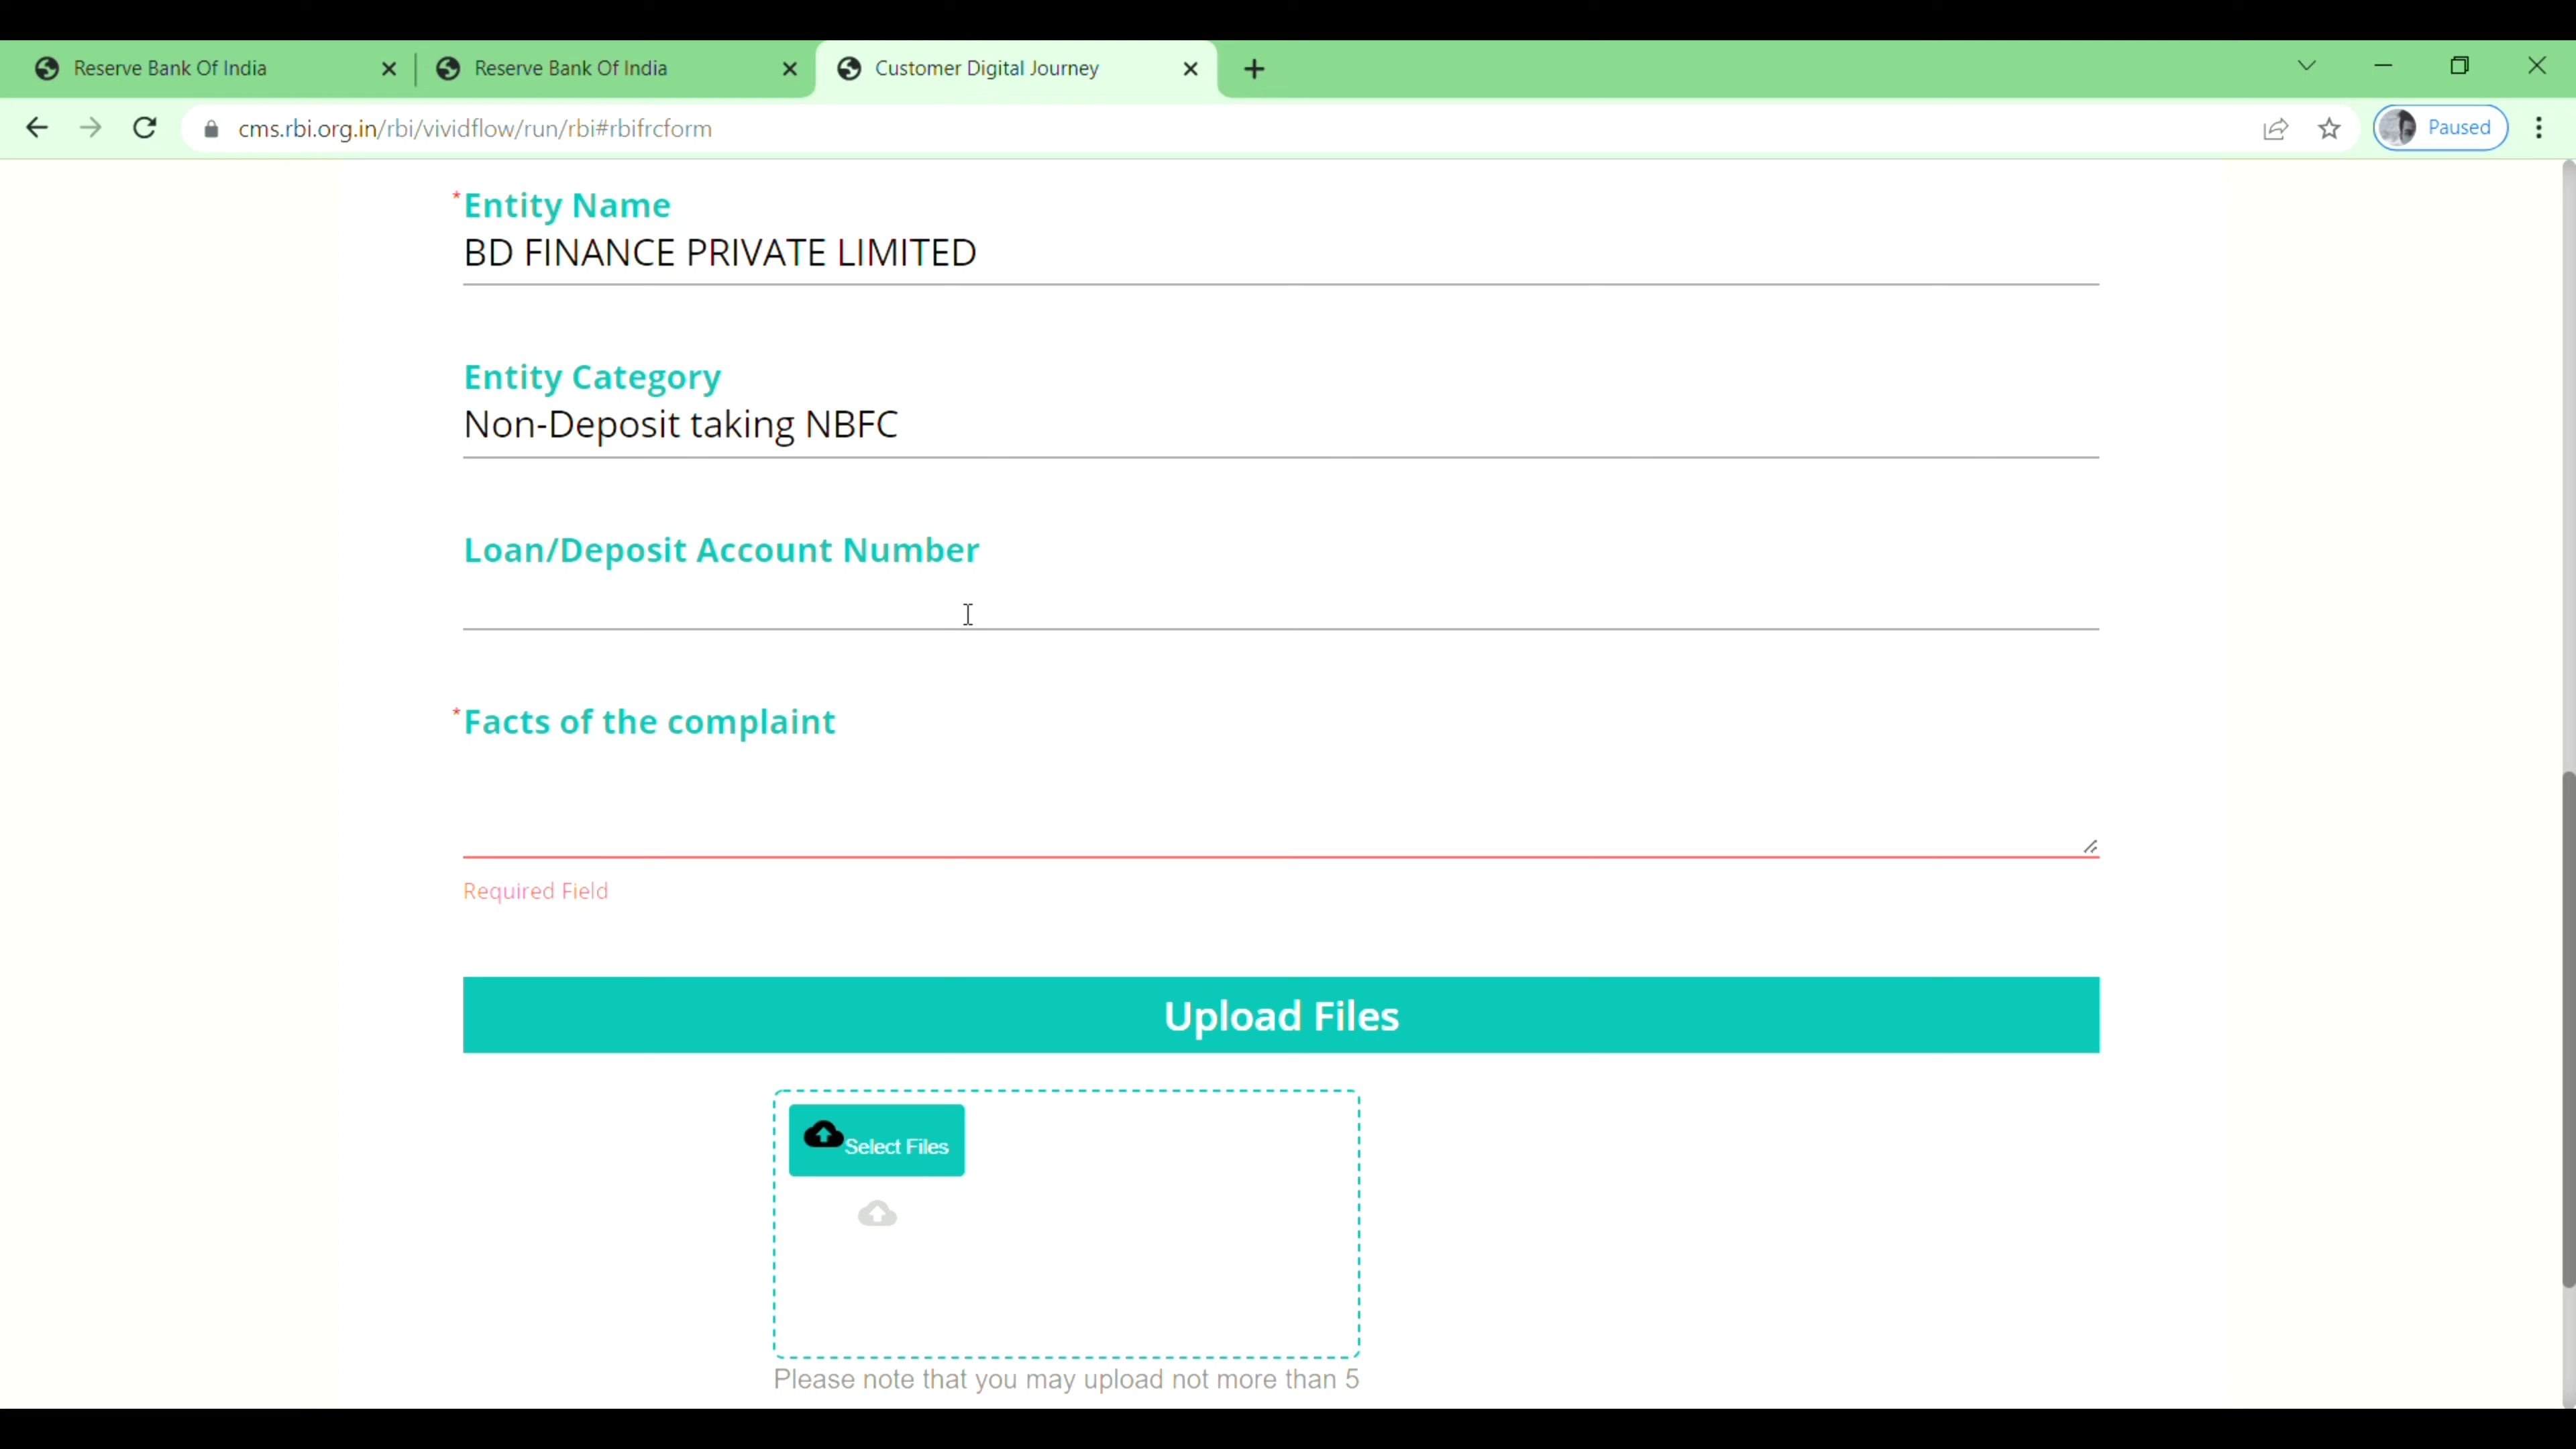 Reserve Bank Of India
Reserve Bank Of India
Customer Digital Journey
cms.rbi.org.in/rbi/vividflow/run/rbi#rbifrcform
Paused
*Entity Name
BD FINANCE PRIVATE LIMITED
Entity Category
Non-Deposit taking NBFC
Loan/Deposit Account Number
*Facts of the complaint
Required Field
Upload Files
Select Files
Please note that you may upload not more than 5